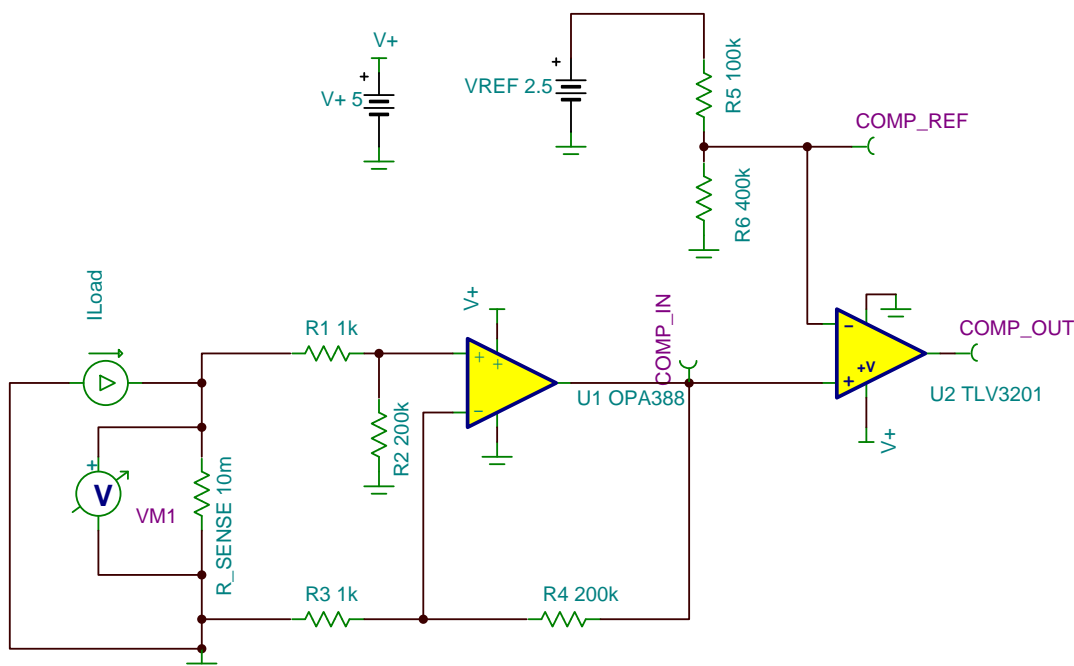 V+
+
V+ 5
+
VREF 2.5
R5 100k
COMP_REF
R6 400k
ILoad
R1 1k
V+
+
+
−
U1 OPA388
R2 200k
COMP_IN
−
+V
+
COMP_OUT
U2 TLV3201
V+
+
V
VM1
R_SENSE 10m
R3 1k
R4 200k